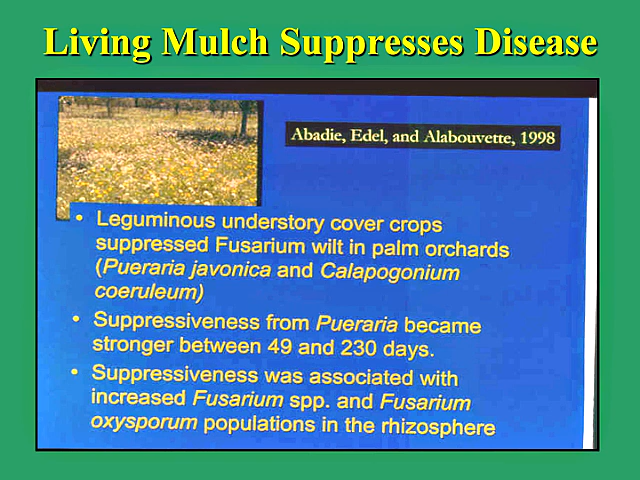 Living Mulch Suppresses Disease
Abadie, Edel, and Alabouvette, 1998
• Leguminous understory cover crops
suppressed Fusarium wilt in palm orchards
(Pueraria javonica and Calapogonium
coeruleum)
• Suppressiveness from Pueraria became
stronger between 49 and 230 days.
• Suppressiveness was associated with
increased Fusarium spp. and Fusarium
oxysporum populations in the rhizosphere